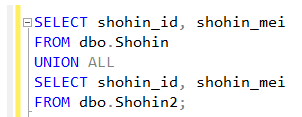 SELECT shohin_id, shohin_mei
FROM dbo.Shohin
UNION ALL
SELECT shohin_id, shohin_mei
FROM dbo.Shohin2;